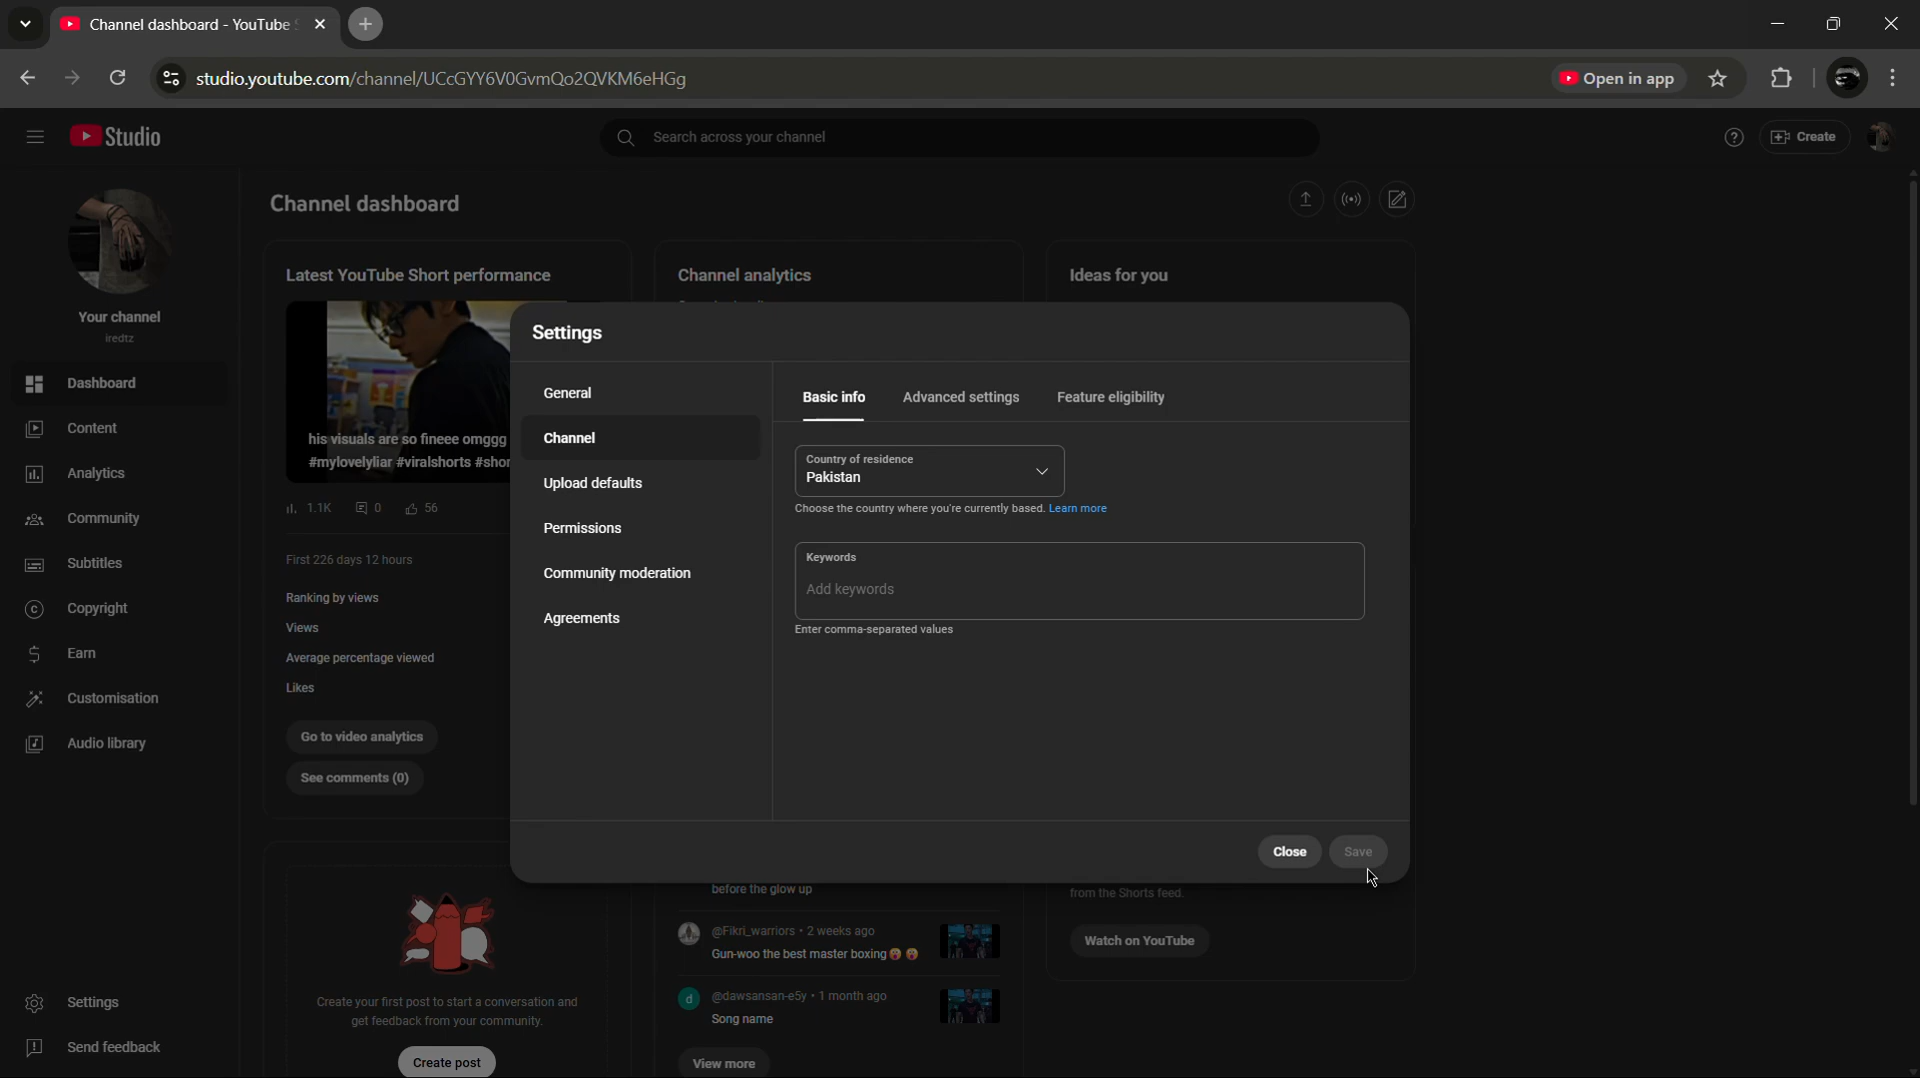 Channel dashboard - YouTube S
studio.youtube.com/channel/UCcGYY6V0GvmQo2QVKM6eHGg
Open in app
Studio
Search across your channel
Create
Channel dashboard
Your channel
iredtz
Dashboard
Content
Analytics
Community
Subtitles
Copyright
Earn
Customisation
Audio library
Settings
Send feedback
Latest YouTube Short performance
his visuals are so fineee omggg
#mylovelyliar #viralshorts #shor
1.1K 0 56
First 226 days 12 hours
Ranking by views
Views
Average percentage viewed
Likes
Go to video analytics
See comments (0)
Create your first post to start a conversation and
get feedback from your community.
Create post
Channel analytics
Ideas for you
Settings
General
Channel
Upload defaults
Permissions
Community moderation
Agreements
Basic info
Advanced settings
Feature eligibility
Country of residence
Pakistan
Choose the country where you're currently based. Learn more
Keywords
Add keywords
Enter comma-separated values
Close
Save
before the glow up
@Fikri_warriors • 2 weeks ago
Gun-woo the best master boxing😫😫
d
@dawsansan-e5y • 1 month ago
Song name
View more
from the Shorts feed.
Watch on YouTube